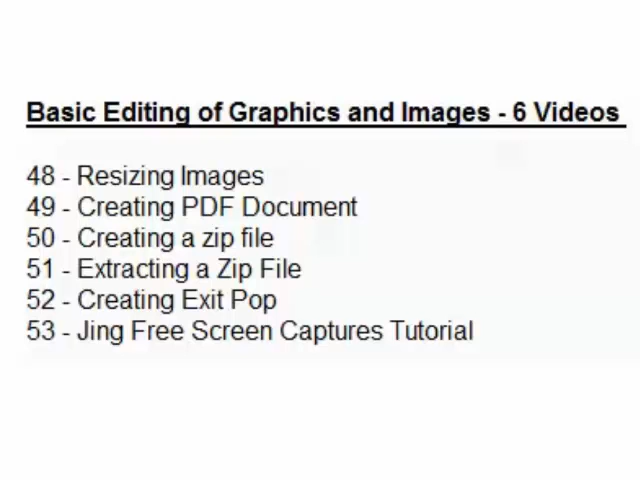 Basic Editing of Graphics and Images - 6 Videos
48 - Resizing Images
49 - Creating PDF Document
50 - Creating a zip file
51 - Extracting a Zip File
52 - Creating Exit Pop
53 - Jing Free Screen Captures Tutorial